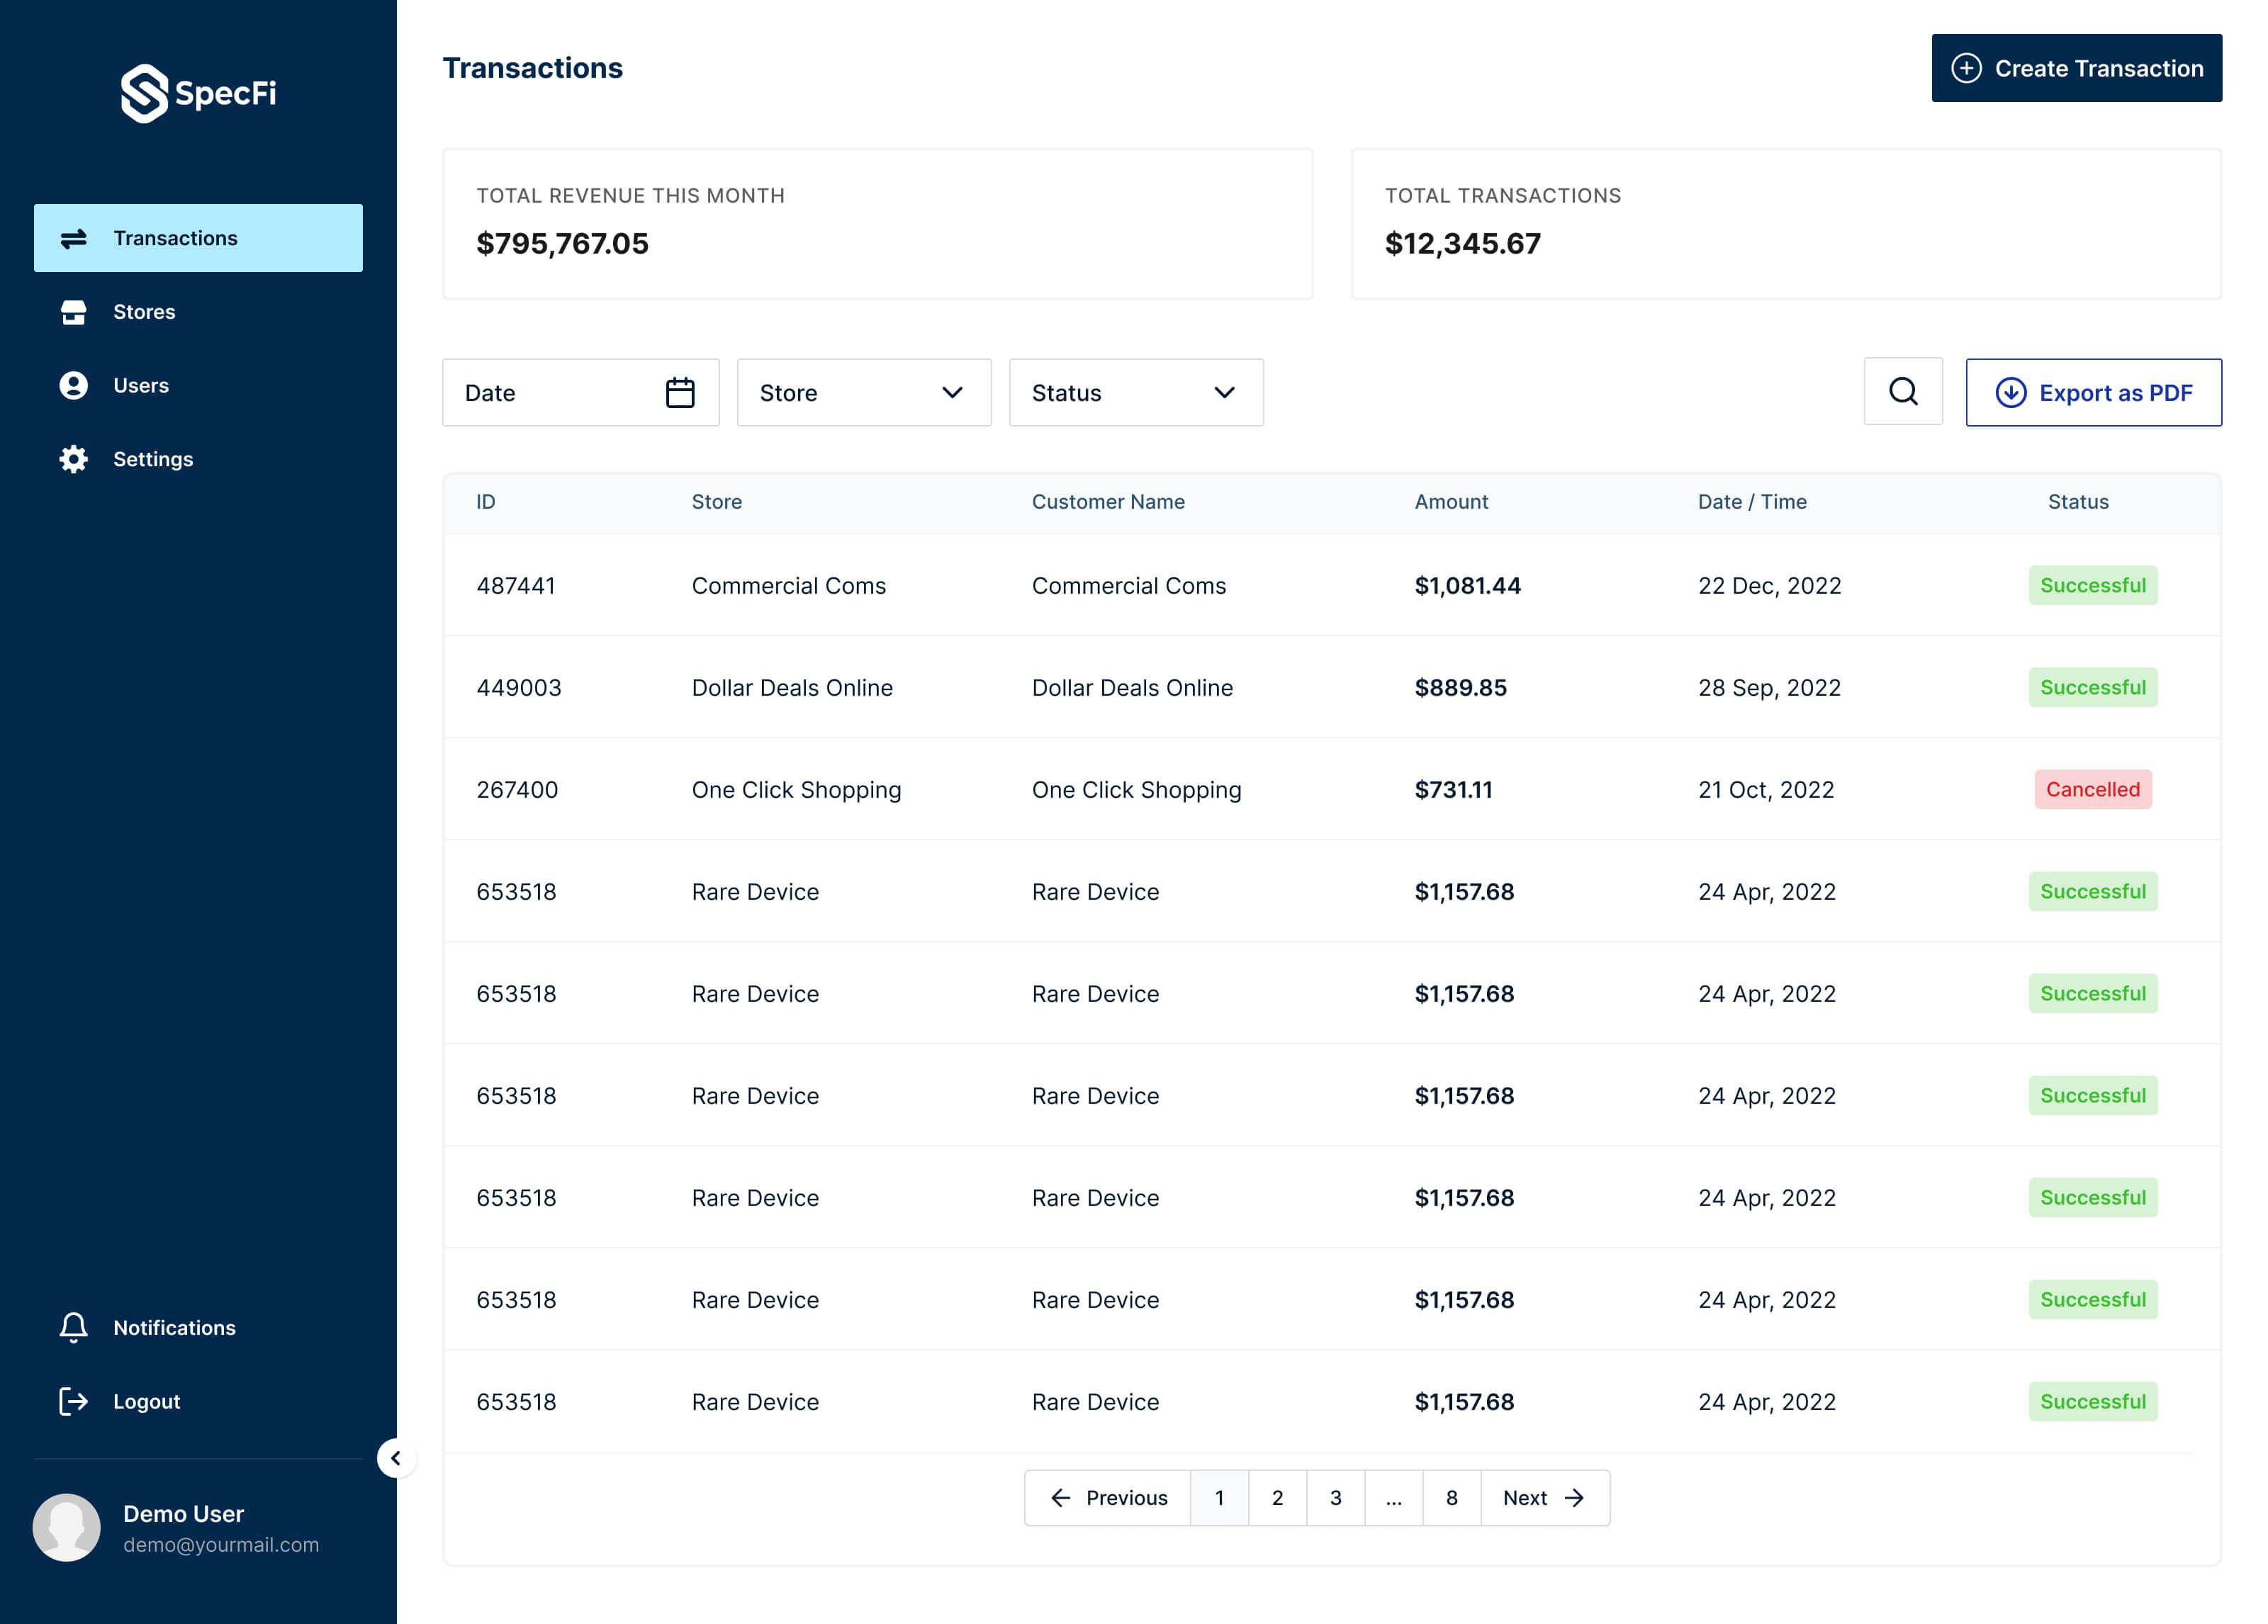 SpecFi
Transactions
Stores
Users
Settings
Notifications
Logout
Demo User
demo@yourmail.com
Transactions
Create Transaction
TOTAL REVENUE THIS MONTH
$795,767.05
TOTAL TRANSACTIONS
$12,345.67
Date Store Status Export as PDF
ID Store Customer Name Amount Date / Time Status
487441 Commercial Coms Commercial Coms $1,081.44 22 Dec, 2022 Successful
449003 Dollar Deals Online Dollar Deals Online $889.85 28 Sep, 2022 Successful
267400 One Click Shopping One Click Shopping $731.11 21 Oct, 2022 Cancelled
653518 Rare Device Rare Device $1,157.68 24 Apr, 2022 Successful
653518 Rare Device Rare Device $1,157.68 24 Apr, 2022 Successful
653518 Rare Device Rare Device $1,157.68 24 Apr, 2022 Successful
653518 Rare Device Rare Device $1,157.68 24 Apr, 2022 Successful
653518 Rare Device Rare Device $1,157.68 24 Apr, 2022 Successful
653518 Rare Device Rare Device $1,157.68 24 Apr, 2022 Successful
Previous 1 2 3 ... 8 Next